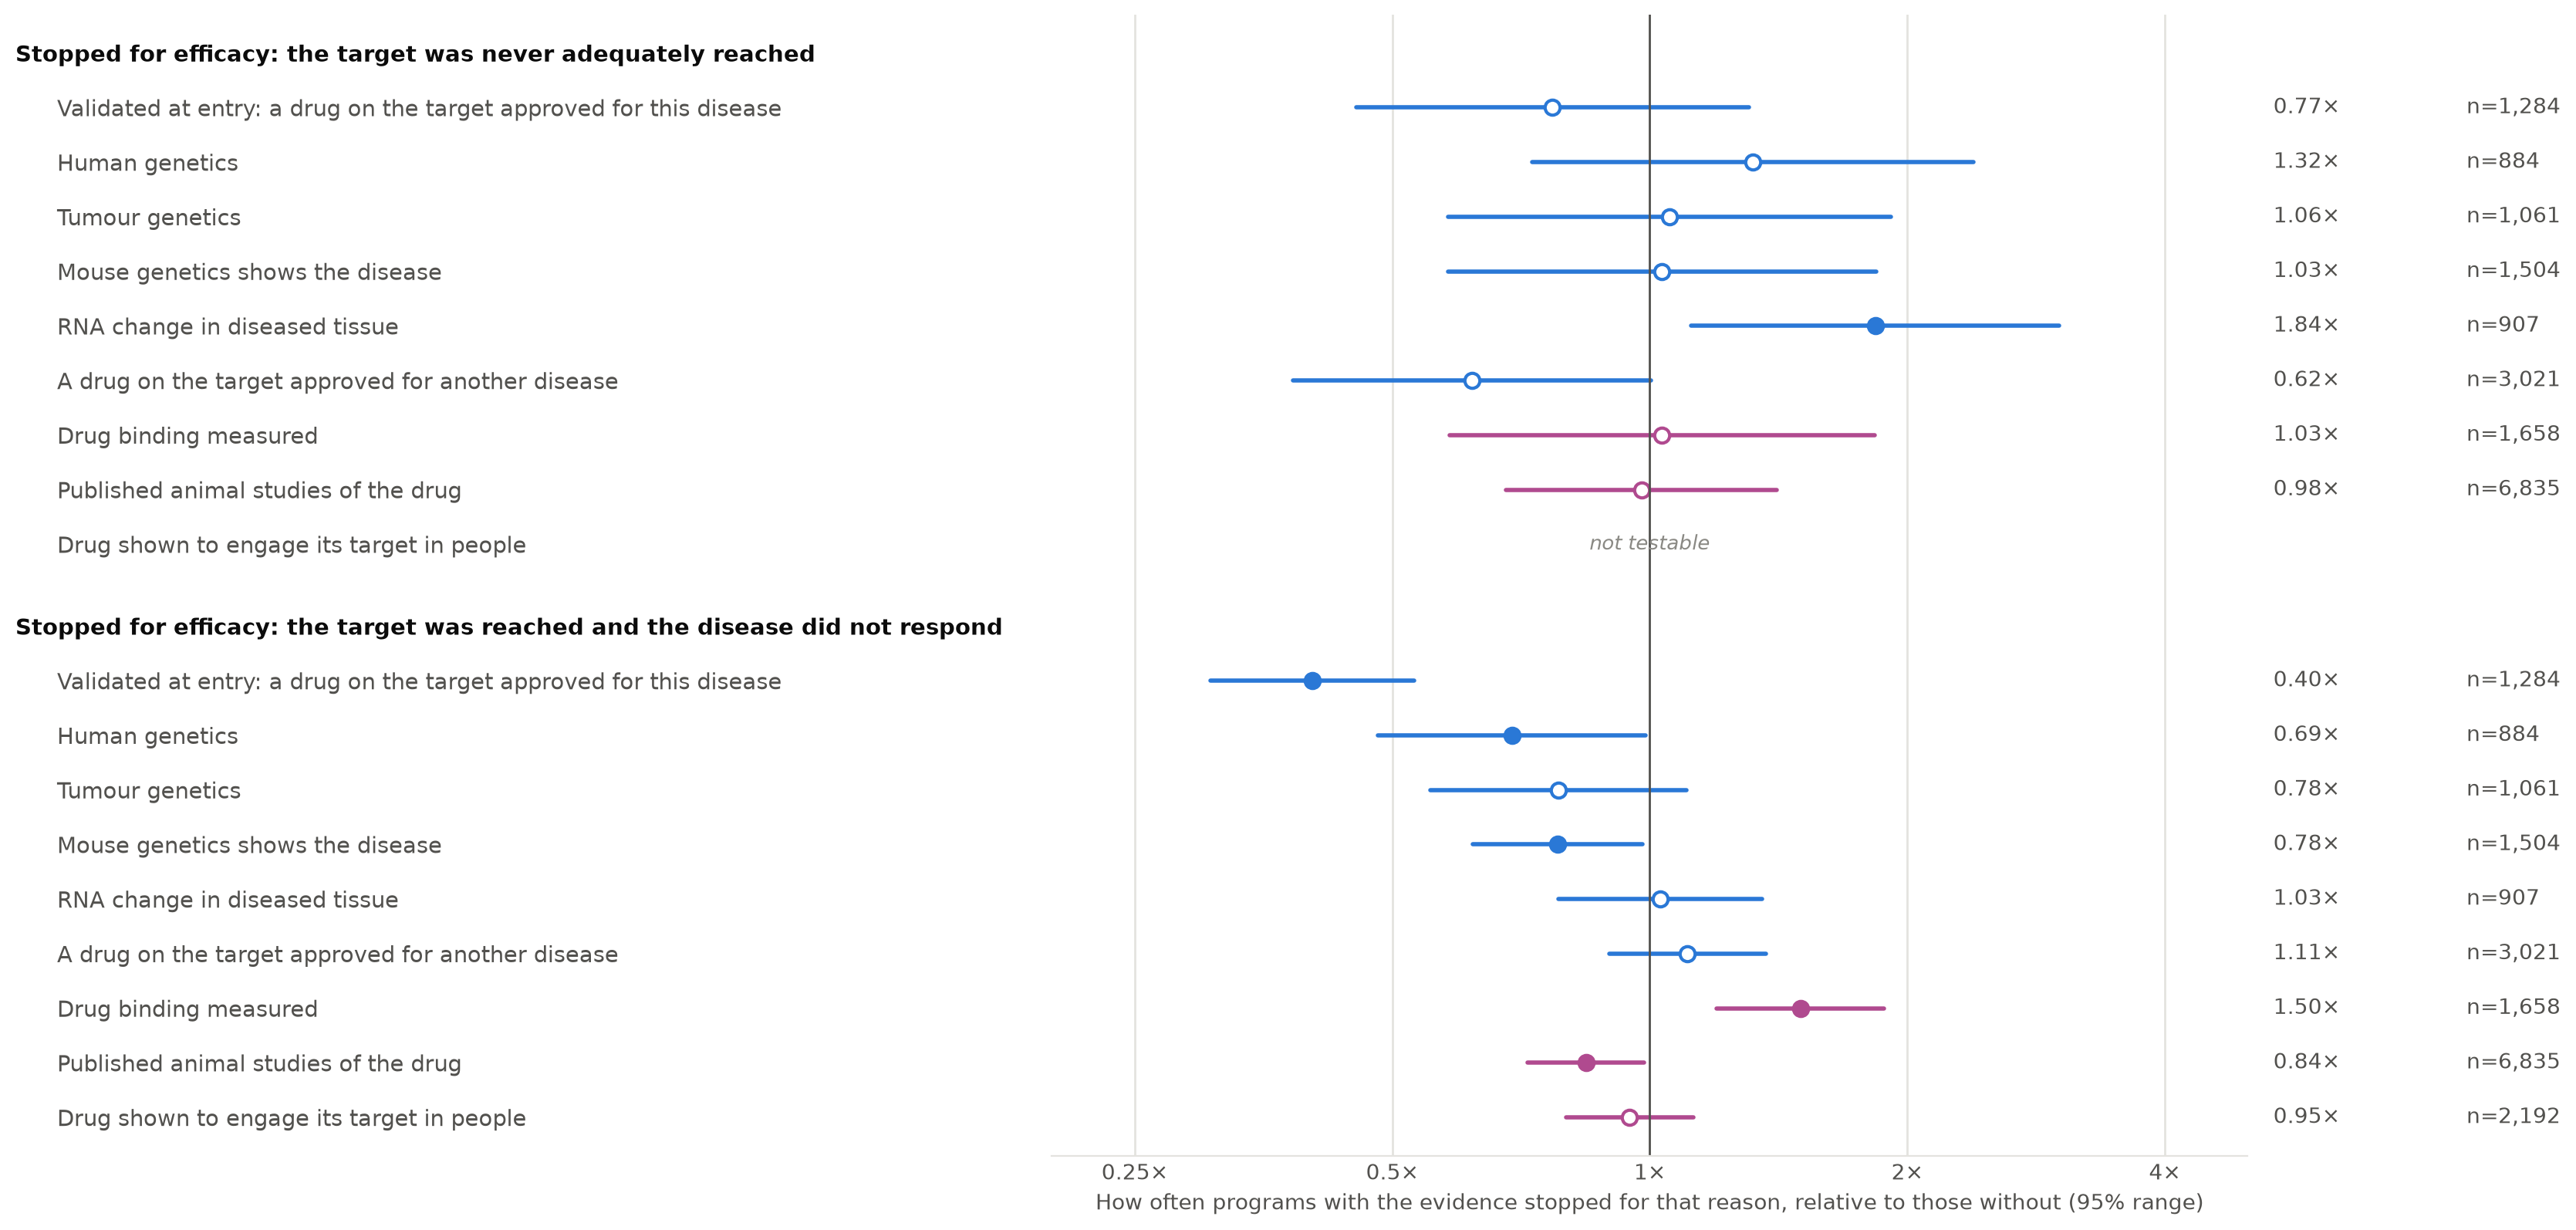 Stopped for efficacy: the target was never adequately reached
Validated at entry: a drug on the target approved for this disease 0.77× n=1,284
Human genetics 1.32× n=884
Tumour genetics 1.06× n=1,061
Mouse genetics shows the disease 1.03× n=1,504
RNA change in diseased tissue 1.84× n=907
A drug on the target approved for another disease 0.62× n=3,021
Drug binding measured 1.03× n=1,658
Published animal studies of the drug 0.98× n=6,835
Drug shown to engage its target in people not testable
Stopped for efficacy: the target was reached and the disease did not respond
Validated at entry: a drug on the target approved for this disease 0.40× n=1,284
Human genetics 0.69× n=884
Tumour genetics 0.78× n=1,061
Mouse genetics shows the disease 0.78× n=1,504
RNA change in diseased tissue 1.03× n=907
A drug on the target approved for another disease 1.11× n=3,021
Drug binding measured 1.50× n=1,658
Published animal studies of the drug 0.84× n=6,835
Drug shown to engage its target in people 0.95× n=2,192
0.25× 0.5× 1× 2× 4×
How often programs with the evidence stopped for that reason, relative to those without (95% range)